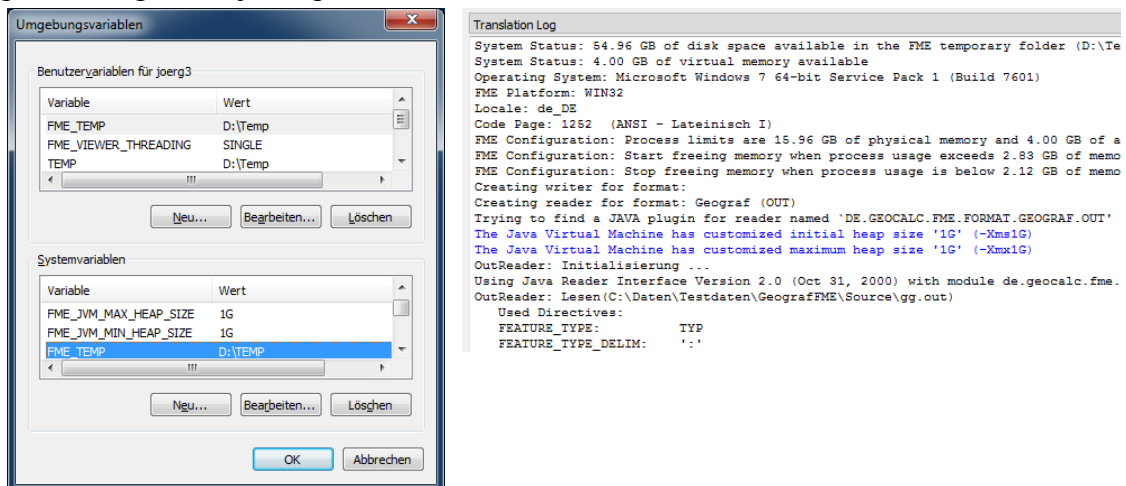 Umgebungsvariablen
Benutzervariablen für joerg3
Variable Wert
FME_TEMP D:\Temp
FME_VIEWER_THREADING SINGLE
TEMP D:\Temp
Neu... Bearbeiten... Löschen
Systemvariablen
Variable Wert
FME_JVM_MAX_HEAP_SIZE 1G
FME_JVM_MIN_HEAP_SIZE 1G
FME_TEMP D:\TEMP
Neu... Bearbeiten... Löschen
OK Abbrechen
Translation Log
System Status: 54.96 GB of disk space available in the FME temporary folder (D:\Te
System Status: 4.00 GB of virtual memory available
Operating System: Microsoft Windows 7 64-bit Service Pack 1 (Build 7601)
FME Platform: WIN32
Locale: de_DE
Code Page: 1252 (ANSI - Lateinisch I)
FME Configuration: Process limits are 15.96 GB of physical memory and 4.00 GB of a
FME Configuration: Start freeing memory when process usage exceeds 2.83 GB of memo
FME Configuration: Stop freeing memory when process usage is below 2.12 GB of memo
Creating writer for format:
Creating reader for format: Geograf (OUT)
Trying to find a JAVA plugin for reader named `DE.GEOCALC.FME.FORMAT.GEOGRAF.OUT'
The Java Virtual Machine has customized initial heap size '1G' (-Xms1G)
The Java Virtual Machine has customized maximum heap size '1G' (-Xmx1G)
OutReader: Initialisierung ...
Using Java Reader Interface Version 2.0 (Oct 31, 2000) with module de.geocalc.fme.
OutReader: Lesen(C:\Daten\Testdaten\GeografFME\Source\gg.out)
Used Directives:
FEATURE_TYPE: TYP
FEATURE_TYPE_DELIM: ':'